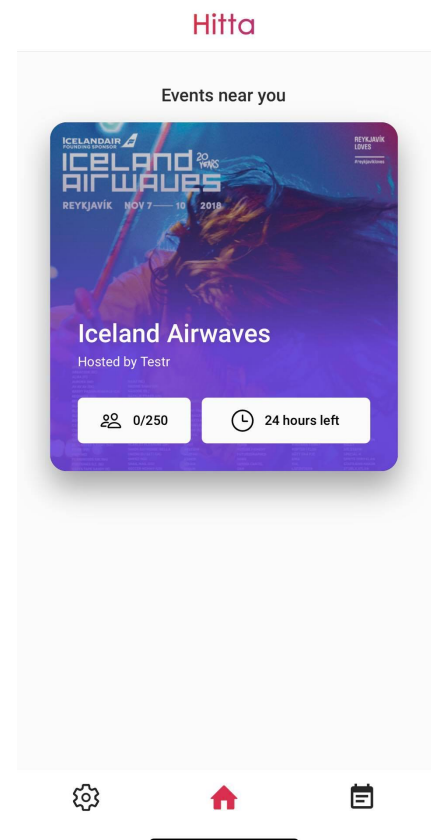 Hitta
Events near you
ICELANDAIR
FOUNDING SPONSOR
ICELAND
20
YEARS
AIRWAVES
REYKJAVÍK NOV 7 — 10 2018
REYKJAVÍK
LOVES
#reykjavikloves
Iceland Airwaves
Hosted by Testr
0/250
24 hours left